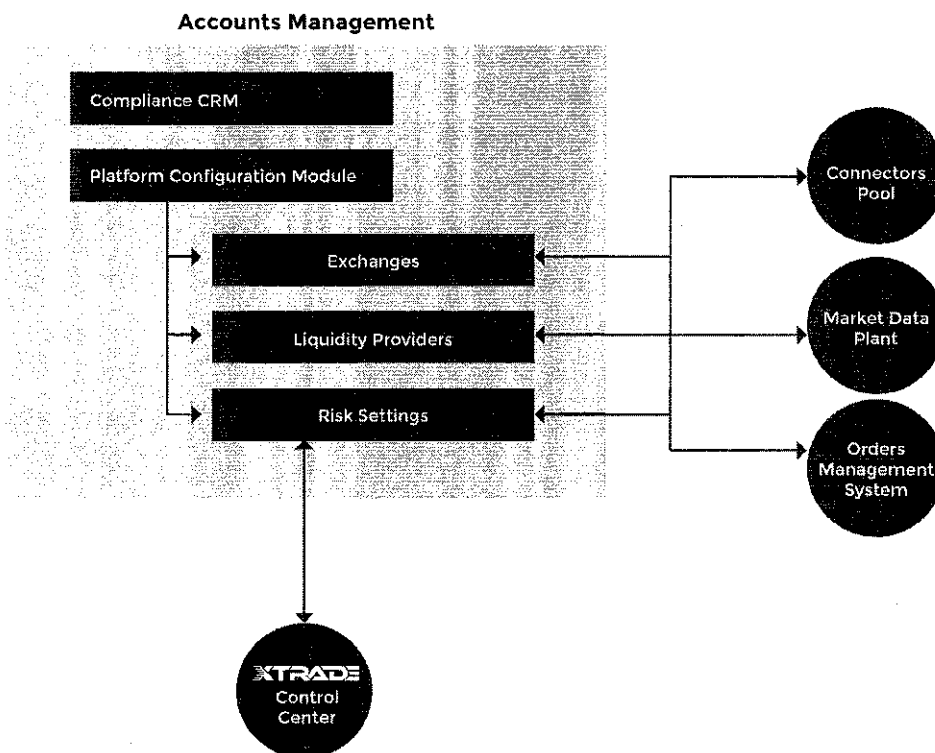 Accounts Management
Compliance CRM
Platform Configuration Module
Exchanges
Liquidity Providers
Risk Settings
Connectors
Pool
Market Data
Plant
Orders
Management
System
XTRADE
Control
Center